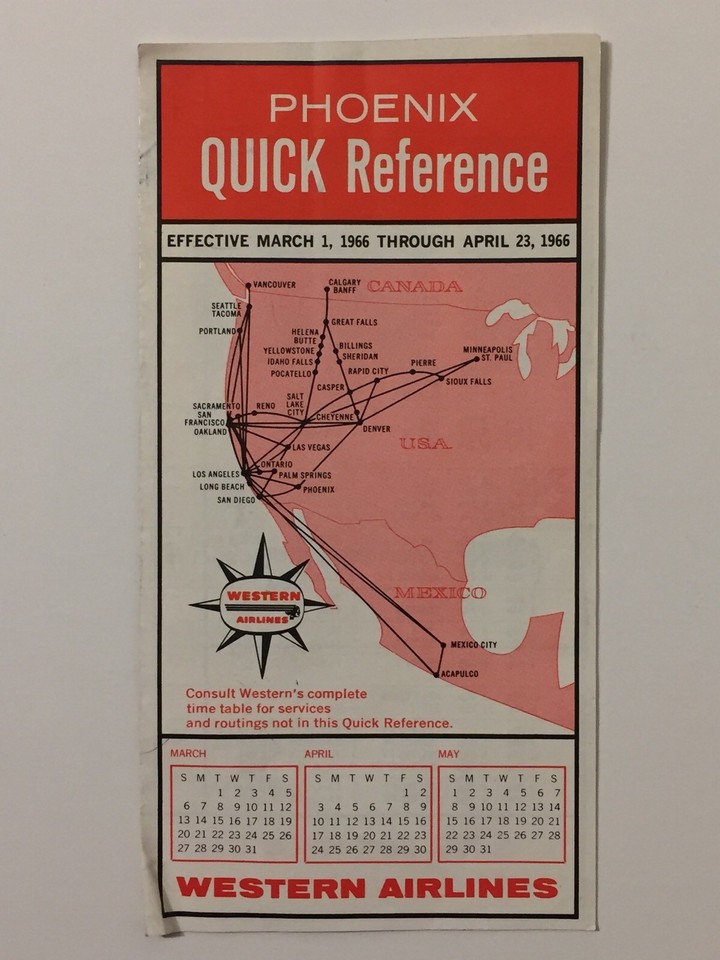 PHOENIX
QUICK Reference
EFFECTIVE MARCH 1, 1966 THROUGH APRIL 23, 1966
VANCOUVER
CALGARY
BANFF
CANADA
SEATTLE
TACOMA
PORTLAND
GREAT FALLS
HELENA
BUTTE
YELLOWSTONE
IDAHO FALLS
POCATELLO
BILLINGS
SHERIDAN
RAPID CITY
PIERRE
MINNEAPOLIS
ST. PAUL
SIOUX FALLS
CASPER
SALT
LAKE
CITY
CHEYENNE
DENVER
SACRAMENTO
SAN
FRANCISCO
OAKLAND
RENO
USA
LAS VEGAS
LOS ANGELES
ONTARIO
PALM SPRINGS
LONG BEACH
PHOENIX
SAN DIEGO
MEXICO
WESTERN
AIRLINES
MEXICO CITY
ACAPULCO
Consult Western's complete
time table for services
and routings not in this Quick Reference.
MARCH
S M T W T F S
1 2 3 4 5
6 7 8 9 10 11 12
13 14 15 16 17 18 19
20 21 22 23 24 25 26
27 28 29 30 31
APRIL
S M T W T F S
1 2
3 4 5 6 7 8 9
10 11 12 13 14 15 16
17 18 19 20 21 22 23
24 25 26 27 28 29 30
MAY
S M T W T F S
1 2 3 4 5 6 7
8 9 10 11 12 13 14
15 16 17 18 19 20 21
22 23 24 25 26 27 28
29 30 31
WESTERN AIRLINES